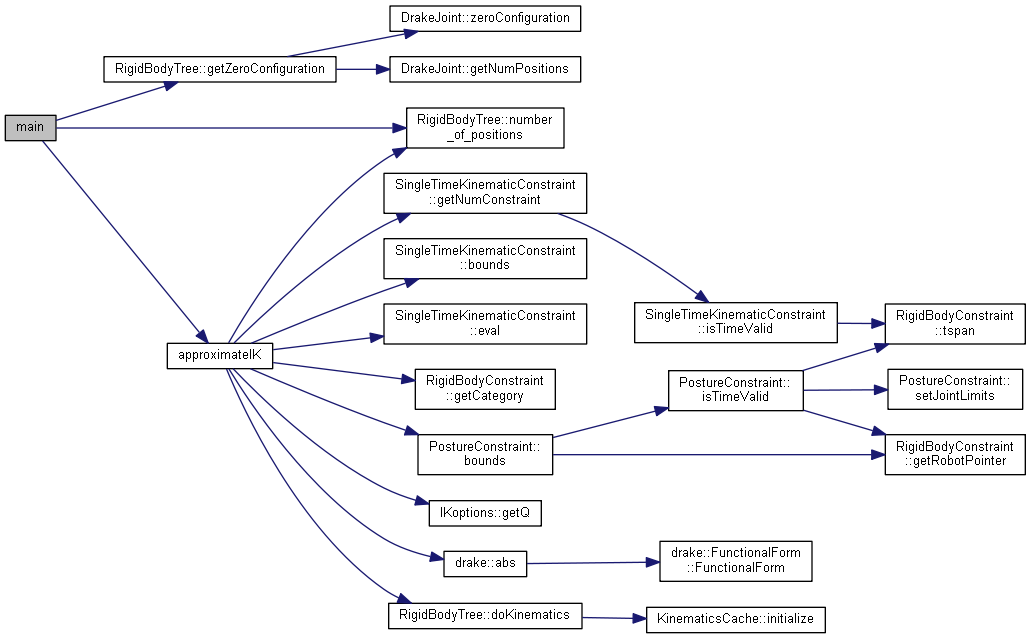 DrakeJoint::zeroConfiguration
RigidBodyTree::getZeroConfiguration
DrakeJoint::getNumPositions
main
RigidBodyTree::number
_of_positions
SingleTimeKinematicConstraint
::getNumConstraint
SingleTimeKinematicConstraint
::bounds
SingleTimeKinematicConstraint
::eval
SingleTimeKinematicConstraint
::isTimeValid
RigidBodyConstraint
::tspan
approximateIK
RigidBodyConstraint
::getCategory
PostureConstraint::
isTimeValid
PostureConstraint::
setJointLimits
PostureConstraint::
bounds
RigidBodyConstraint
::getRobotPointer
IKoptions::getQ
drake::abs
drake::FunctionalForm
::FunctionalForm
RigidBodyTree::doKinematics
KinematicsCache::initialize